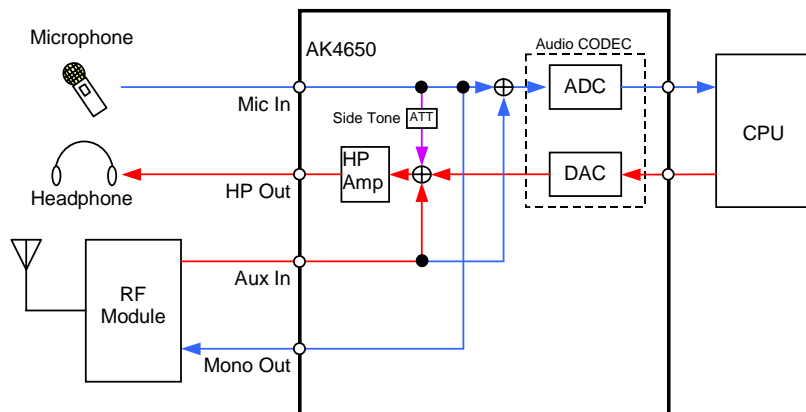 Microphone
AK4650
Audio CODEC
Mic In
ADC
CPU
Side Tone
ATT
HP
Amp
DAC
Headphone
HP Out
Aux In
RF
Module
Mono Out